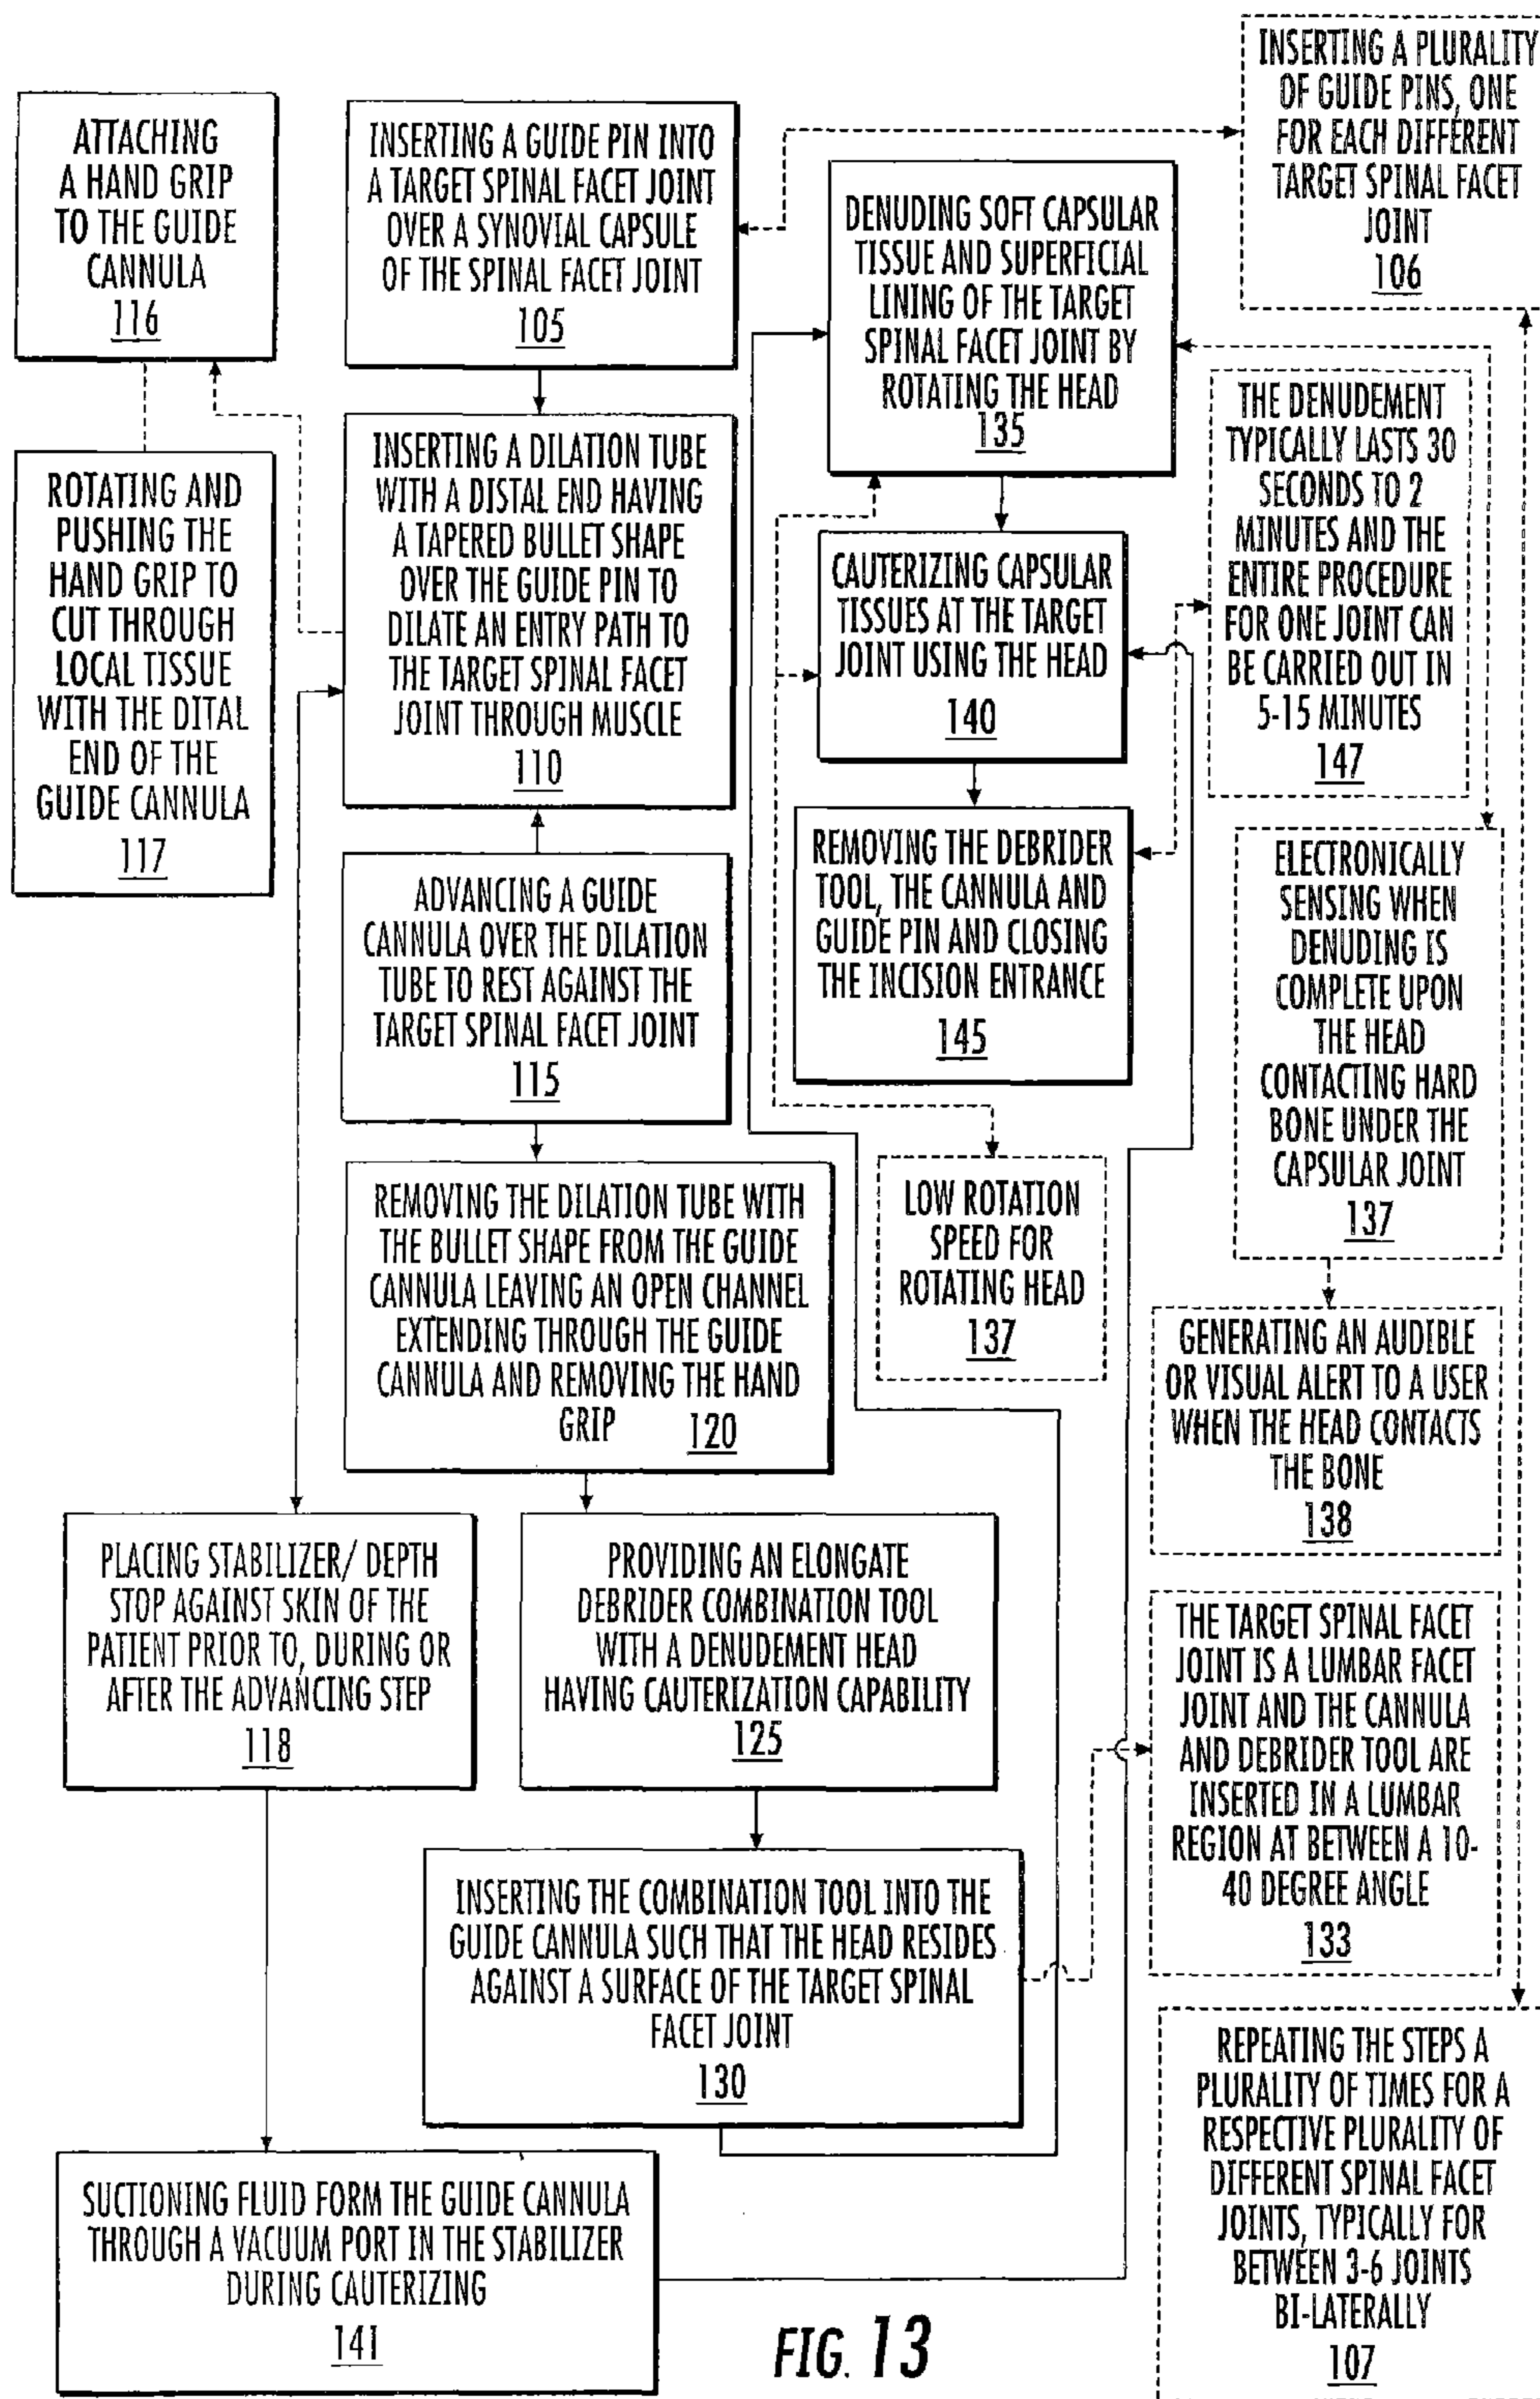 ATTACHING
A HAND GRIP
TO THE GUIDE
CANNULA
116
ROTATING AND
PUSHING THE
HAND GRIP TO
CUT THROUGH
LOCAL TISSUE
WITH THE DITAL
END OF THE
GUIDE CANNULA
117
INSERTING A GUIDE PIN INTO
A TARGET SPINAL FACET JOINT
OVER A SYNOVIAL CAPSULE
OF THE SPINAL FACET JOINT
105
INSERTING A DILATION TUBE
WITH A DISTAL END HAVING
A TAPERED BULLET SHAPE
OVER THE GUIDE PIN TO
DILATE AN ENTRY PATH TO
THE TARGET SPINAL FACET
JOINT THROUGH MUSCLE
110
ADVANCING A GUIDE
CANNULA OVER THE DILATION
TUBE TO REST AGAINST THE
TARGET SPINAL FACET JOINT
115
REMOVING THE DILATION TUBE WITH
THE BULLET SHAPE FROM THE GUIDE
CANNULA LEAVING AN OPEN CHANNEL
EXTENDING THROUGH THE GUIDE
CANNULA AND REMOVING THE HAND
GRIP 120
PLACING STABILIZER/ DEPTH
STOP AGAINST SKIN OF THE
PATIENT PRIOR TO, DURING OR
AFTER THE ADVANCING STEP
118
PROVIDING AN ELONGATE
DEBRIDER COMBINATION TOOL
WITH A DENUDEMENT HEAD
HAVING CAUTERIZATION CAPABILITY
125
INSERTING THE COMBINATION TOOL INTO THE
GUIDE CANNULA SUCH THAT THE HEAD RESIDES
AGAINST A SURFACE OF THE TARGET SPINAL
FACET JOINT
130
SUCTIONING FLUID FORM THE GUIDE CANNULA
THROUGH A VACUUM PORT IN THE STABILIZER
DURING CAUTERIZING
141
DENUDING SOFT CAPSULAR
TISSUE AND SUPERFICIAL
LINING OF THE TARGET
SPINAL FACET JOINT BY
ROTATING THE HEAD
135
CAUTERIZING CAPSULAR
TISSUES AT THE TARGET
JOINT USING THE HEAD
140
REMOVING THE DEBRIDER
TOOL, THE CANNULA AND
GUIDE PIN AND CLOSING
THE INCISION ENTRANCE
145
LOW ROTATION
SPEED FOR
ROTATING HEAD
137
INSERTING A PLURALITY
OF GUIDE PINS, ONE
FOR EACH DIFFERENT
TARGET SPINAL FACET
JOINT
106
THE DENUDEMENT
TYPICALLY LASTS 30
SECONDS TO 2
MINUTES AND THE
ENTIRE PROCEDURE
FOR ONE JOINT CAN
BE CARRIED OUT IN
5-15 MINUTES
147
ELECTRONICALLY
SENSING WHEN
DENUDING IS
COMPLETE UPON
THE HEAD
CONTACTING HARD
BONE UNDER THE
CAPSULAR JOINT
137
GENERATING AN AUDIBLE
OR VISUAL ALERT TO A USER
WHEN THE HEAD CONTACTS
THE BONE
138
THE TARGET SPINAL FACET
JOINT IS A LUMBAR FACET
JOINT AND THE CANNULA
AND DEBRIDER TOOL ARE
INSERTED IN A LUMBAR
REGION AT BETWEEN A 10-
40 DEGREE ANGLE
133
REPEATING THE STEPS A
PLURALITY OF TIMES FOR A
RESPECTIVE PLURALITY OF
DIFFERENT SPINAL FACET
JOINTS, TYPICALLY FOR
BETWEEN 3-6 JOINTS
BI-LATERALLY
107
FIG. 13